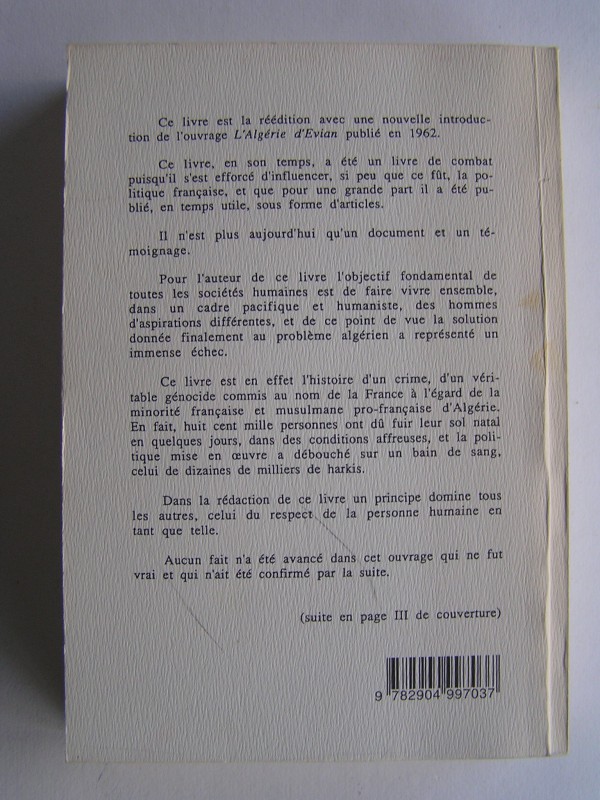 Ce livre est la réédition avec une nouvelle introduc-
tion de l'ouvrage L'Algérie d'Evian publié en 1962.
Ce livre, en son temps, a été un livre de combat
puisqu'il s'est efforcé d'influencer, si peu que ce fût, la po-
litique française, et que pour une grande part il a été pu-
blié, en temps utile, sous forme d'articles.
Il n'est plus aujourd'hui qu'un document et un té-
moignage.
Pour l'auteur de ce livre l'objectif fondamental de
toutes les sociétés humaines est de faire vivre ensemble,
dans un cadre pacifique et humaniste, des hommes
d'aspirations différentes, et de ce point de vue la solution
donnée finalement au problème algérien a représenté un
immense échec.
Ce livre est en effet l'histoire d'un crime, d'un véri-
table génocide commis au nom de la France à l'égard de la
minorité française et musulmane pro-française d'Algérie.
En fait, huit cent mille personnes ont dû fuir leur sol natal
en quelques jours, dans des conditions affreuses, et la poli-
tique mise en œuvre a débouché sur un bain de sang,
celui de dizaines de milliers de harkis.
Dans la rédaction de ce livre un principe domine tous
les autres, celui du respect de la personne humaine en
tant que telle.
Aucun fait n'a été avancé dans cet ouvrage qui ne fut
vrai et qui n'ait été confirmé par la suite.
(suite en page III de couverture)
9 782904 997037